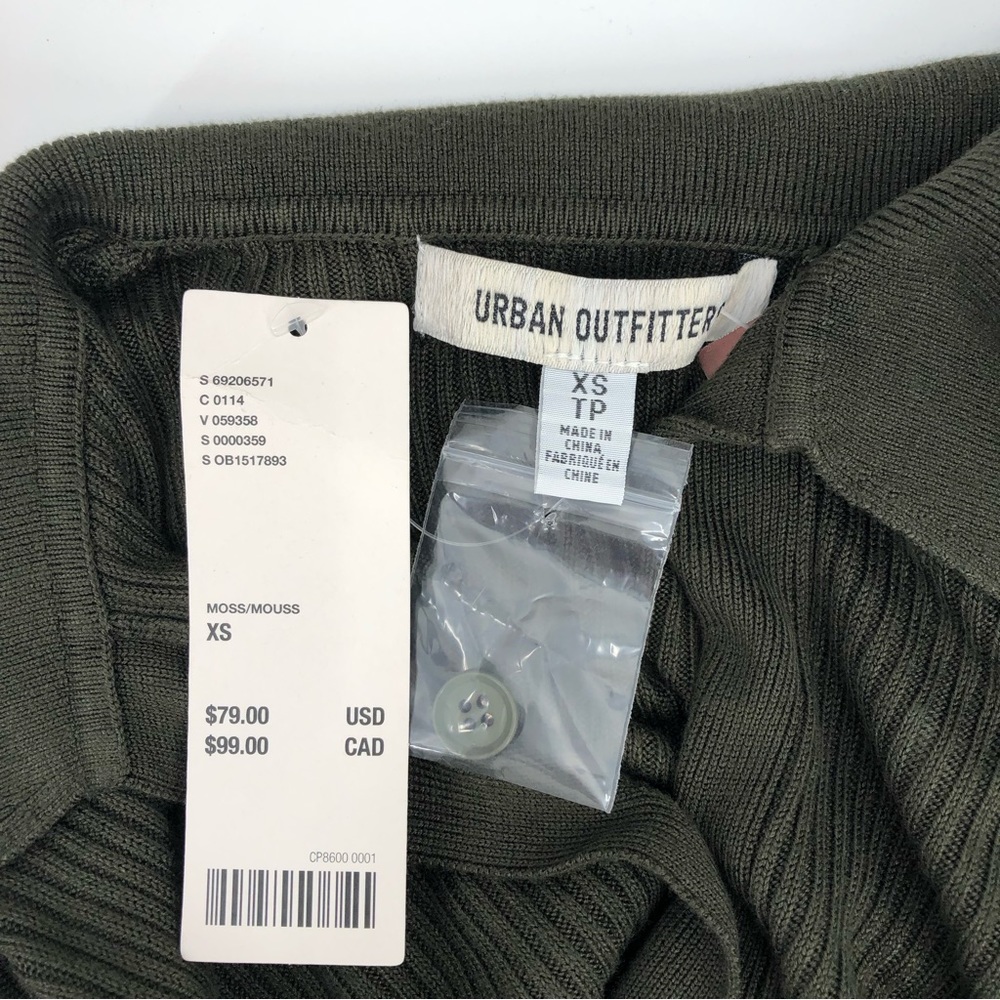 URBAN OUTFITTERS
XS
TP
MADE IN
CHINA
FABRIQUÉ EN
CHINE
S 69206571
C 0114
V 059358
S 0000359
S OB1517893
MOSS/MOUSS
XS
$79.00 USD
$99.00 CAD
CP8600 0001